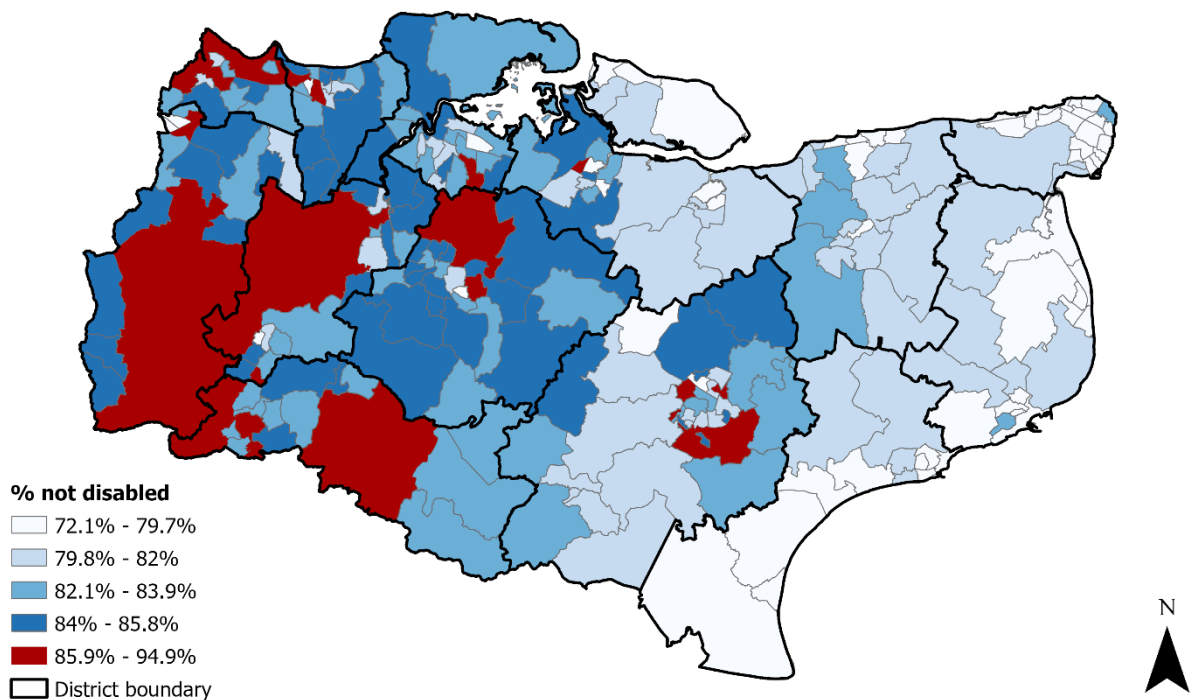 % not disabled
72.1% - 79.7%
79.8% - 82%
82.1% - 83.9%
84% - 85.8%
85.9% - 94.9%
District boundary
N